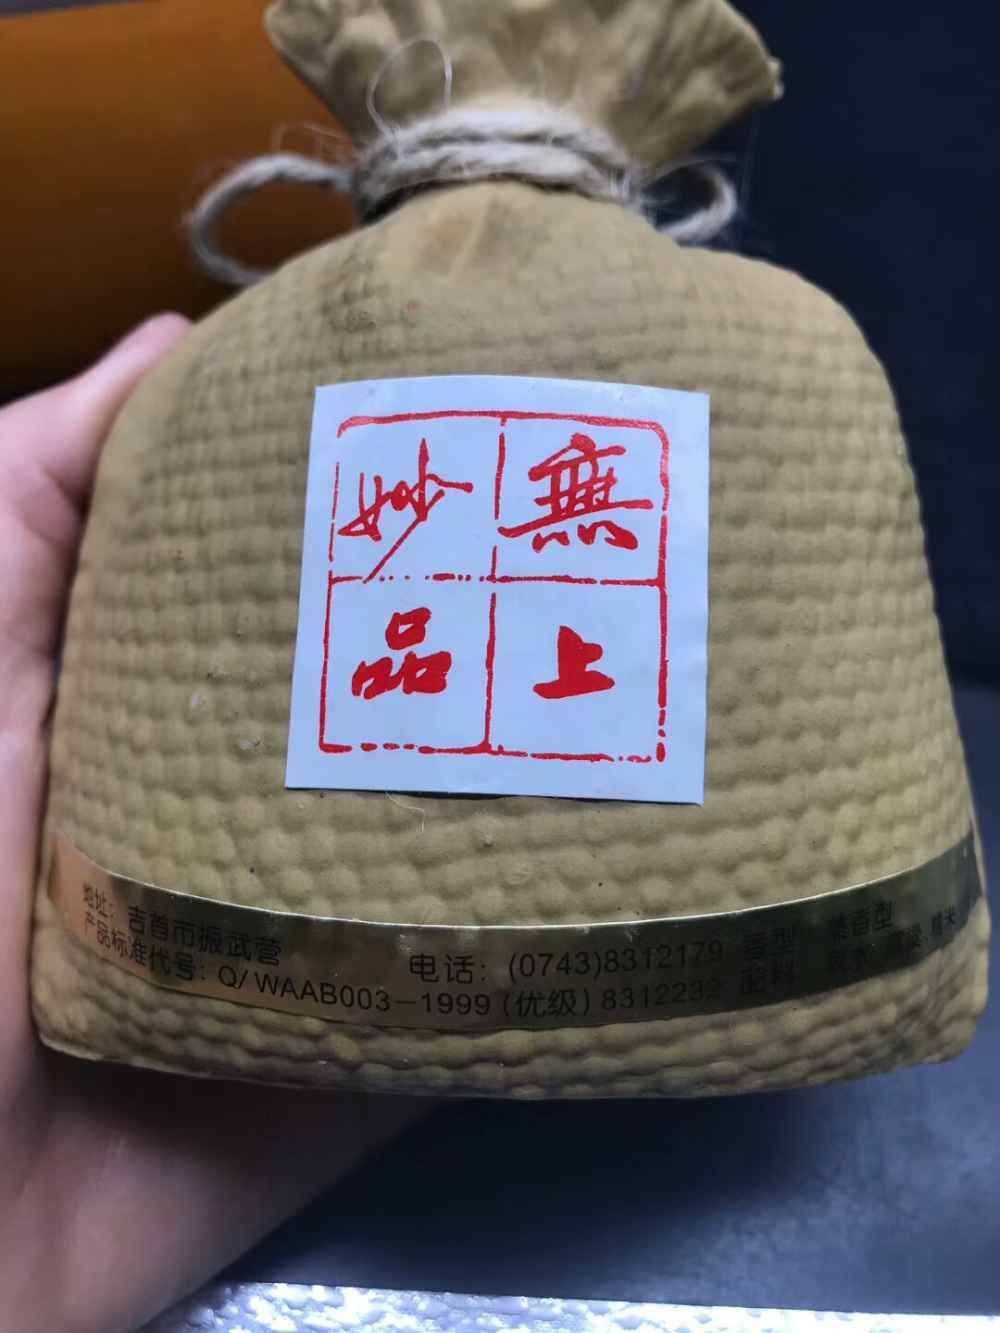 無上
妙品
地址：吉首市振武营
产品标准代号：Q/WAAB003－1999（优级）
电话：(0743)8312179
8312232
香型
配料